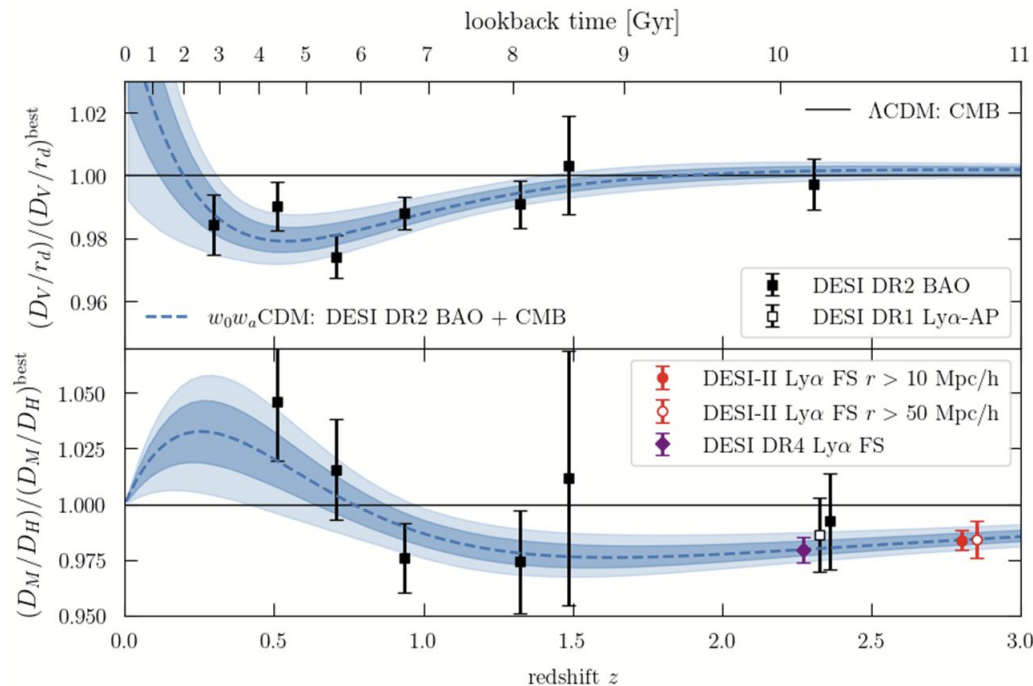 lookback time [Gyr]
0 1 2 3 4 5 6 7 8 9 10 11
(D_V/r_d)/(D_V/r_d)^best
1.02
1.00
0.98
0.96
ΛCDM: CMB
w₀wₐCDM: DESI DR2 BAO + CMB
DESI DR2 BAO
DESI DR1 Lyα-AP
(D_M/D_H)/(D_M/D_H)^best
1.050
1.025
1.000
0.975
0.950
DESI-II Lyα FS r > 10 Mpc/h
DESI-II Lyα FS r > 50 Mpc/h
DESI DR4 Lyα FS
0.0 0.5 1.0 1.5 2.0 2.5 3.0
redshift z